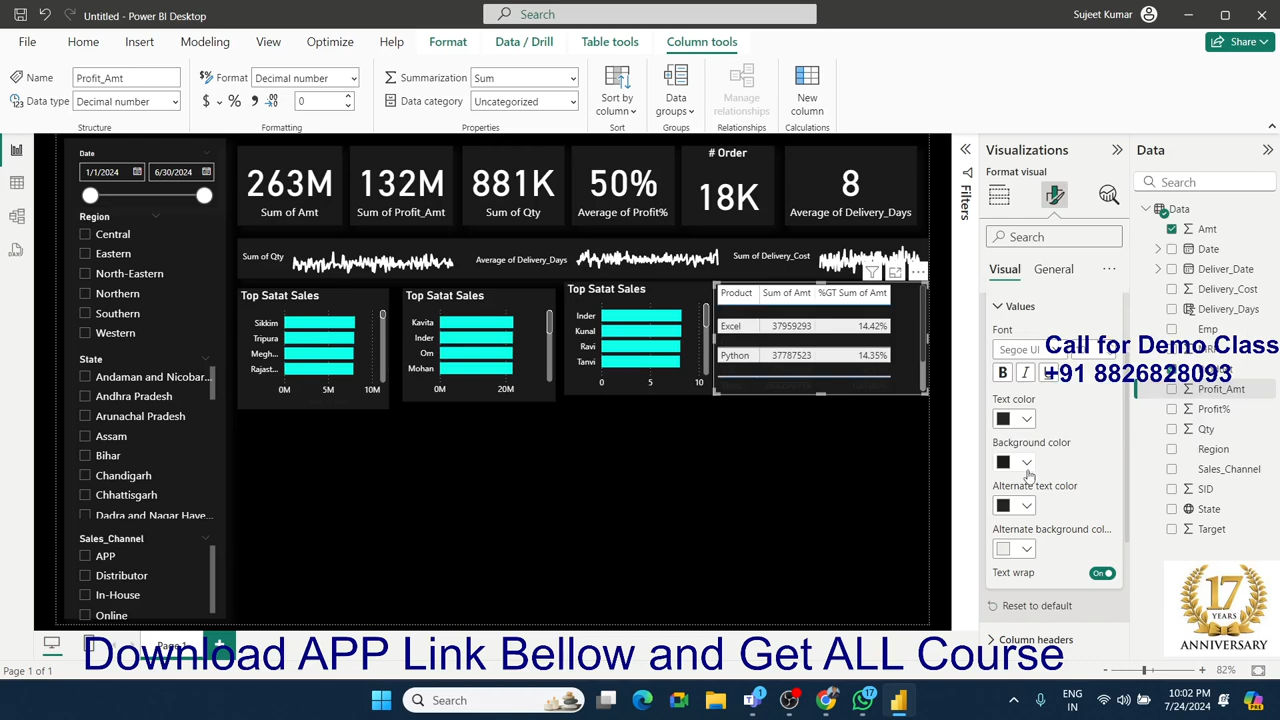 Untitled - Power BI Desktop
Search
Sujeet Kumar
File
Home
Insert
Modeling
View
Optimize
Help
Format
Data / Drill
Table tools
Column tools
Share
Name
Profit_Amt
Data type
Decimal number
Structure
Format
Decimal number
$ % 9 .00
0
Formatting
Summarization
Sum
Data category
Uncategorized
Properties
Sort by
column
Sort
Data
groups
Groups
Manage
relationships
Relationships
New
column
Calculations
Date
1/1/2024
6/30/2024
Region
Central
Eastern
North-Eastern
Northern
Southern
Western
State
Andaman and Nicobar...
Andhra Pradesh
Arunachal Pradesh
Assam
Bihar
Chandigarh
Chhattisgarh
Dadra and Nagar Have...
Sales_Channel
APP
Distributor
In-House
Online
263M
Sum of Amt
132M
Sum of Profit_Amt
881K
Sum of Qty
50%
Average of Profit%
# Order
18K
8
Average of Delivery_Days
Sum of Qty
Average of Delivery_Days
Sum of Delivery_Cost
Top Satat Sales
Sikkim
Tripura
Megh...
Rajast...
0M 5M 10M
Top Satat Sales
Kavita
Inder
Om
Mohan
0M 20M
Top Satat Sales
Inder
Kunal
Ravi
Tanvi
0 5 10
Product Sum of Amt %GT Sum of Amt
Excel 37959293 14.42%
Python 37787523 14.35%
Filters
Visualizations
Format visual
Search
Visual
General
Values
Font
Segoe UI
B I
Text color
Background color
Alternate text color
Alternate background col...
Text wrap
On
Reset to default
Column headers
Data
Search
Data
Amt
Date
Deliver_Date
Delivery_Cost
Delivery_Days
Emp
Profit_Amt
Profit%
Qty
Region
Sales_Channel
SID
State
Target
Call for Demo Class
+91 8826828093
17
YEARS
ANNIVERSARY
Page 1
Download APP Link Bellow and Get ALL Course
Page 1 of 1
82%
Search
1
17
ENG
IN
10:02 PM
7/24/2024